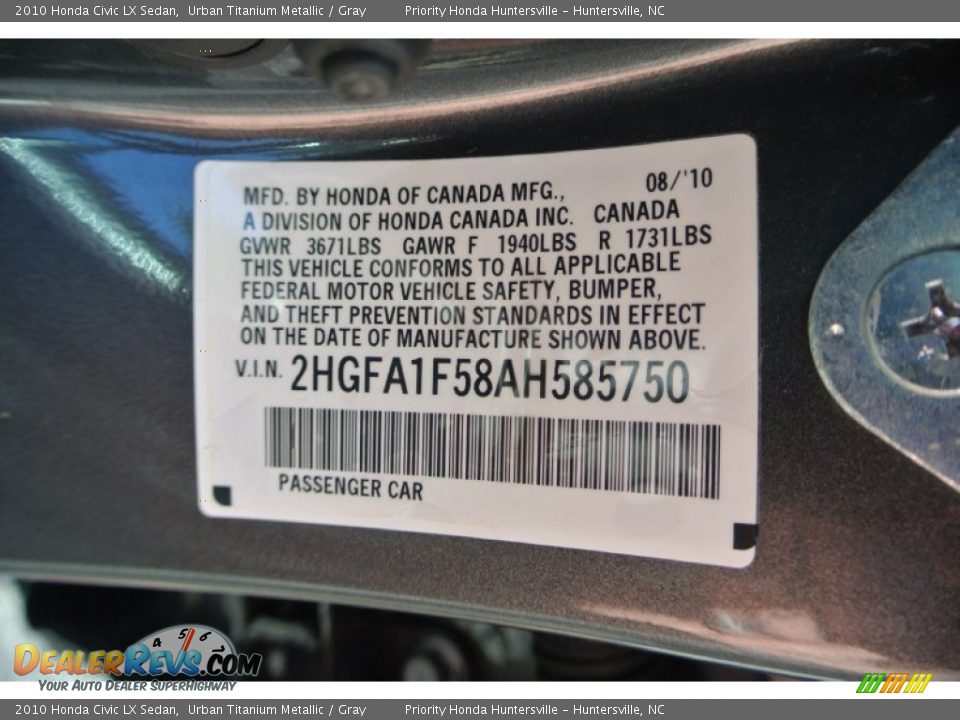 2010 Honda Civic LX Sedan, Urban Titanium Metallic / Gray Priority Honda Huntersville – Huntersville, NC
08/'10
MFD. BY HONDA OF CANADA MFG.,
A DIVISION OF HONDA CANADA INC. CANADA
GVWR 3671LBS GAWR F 1940LBS R 1731LBS
THIS VEHICLE CONFORMS TO ALL APPLICABLE
FEDERAL MOTOR VEHICLE SAFETY, BUMPER,
AND THEFT PREVENTION STANDARDS IN EFFECT
ON THE DATE OF MANUFACTURE SHOWN ABOVE.
V.I.N. 2HGFA1F58AH585750
PASSENGER CAR
4 5 6
DEALERREVS.COM
YOUR AUTO DEALER SUPERHIGHWAY
2010 Honda Civic LX Sedan, Urban Titanium Metallic / Gray Priority Honda Huntersville – Huntersville, NC